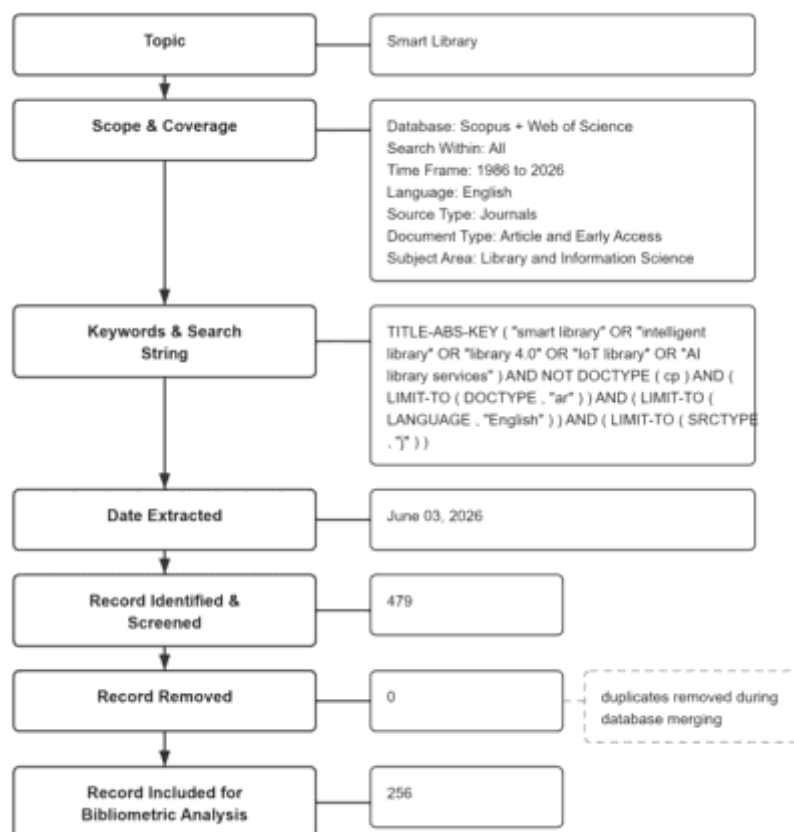 Topic
Smart Library
Scope & Coverage
Database: Scopus + Web of Science
Search Within: All
Time Frame: 1986 to 2026
Language: English
Source Type: Journals
Document Type: Article and Early Access
Subject Area: Library and Information Science
Keywords & Search
String
TITLE-ABS-KEY ( "smart library" OR "intelligent
library" OR "library 4.0" OR "IoT library" OR "AI
library services" ) AND NOT DOCTYPE ( cp ) AND (
LIMIT-TO ( DOCTYPE , "ar" ) ) AND ( LIMIT-TO (
LANGUAGE , "English" ) ) AND ( LIMIT-TO ( SRCTYPE
, "j" ) )
Date Extracted
June 03, 2026
Record Identified &
Screened
479
Record Removed
0
duplicates removed during
database merging
Record Included for
Bibliometric Analysis
256